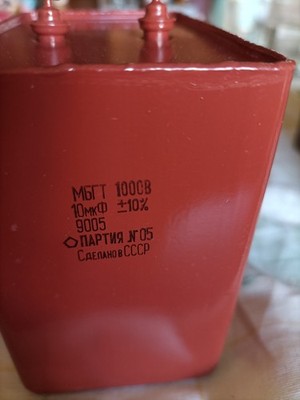 МБГТ 1000В
10мкФ ±10%
9005
ПАРТИЯ №05
СДЕЛАНО В СССР